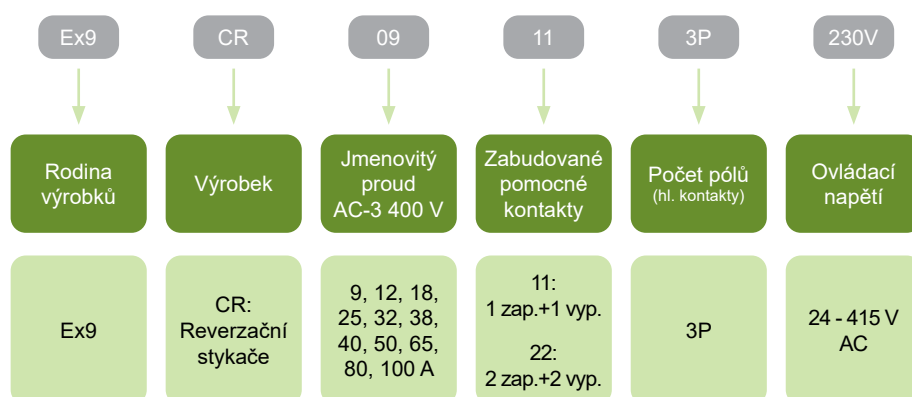 Ex9
CR
09
11
3P
230V
Rodina
výrobků
Výrobek
Jmenovitý
proud
AC-3 400 V
Zabudované
pomocné
kontakty
Počet pólů
(hl. kontakty)
Ovládací
napětí
Ex9
CR:
Reverzační
stykače
9, 12, 18,
25, 32, 38,
40, 50, 65,
80, 100 A
11:
1 zap.+1 vyp.
22:
2 zap.+2 vyp.
3P
24 - 415 V
AC